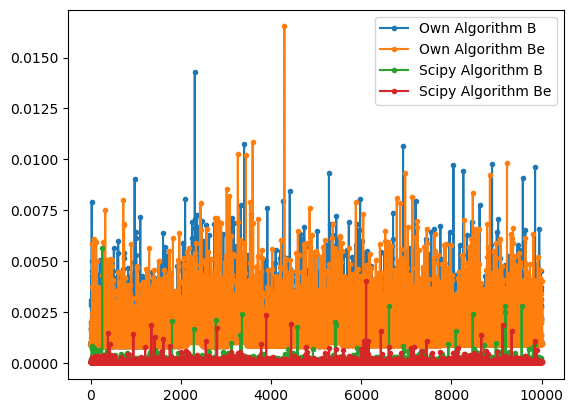 Own Algorithm B
Own Algorithm Be
Scipy Algorithm B
Scipy Algorithm Be
0.0150
0.0125
0.0100
0.0075
0.0050
0.0025
0.0000
0 2000 4000 6000 8000 10000